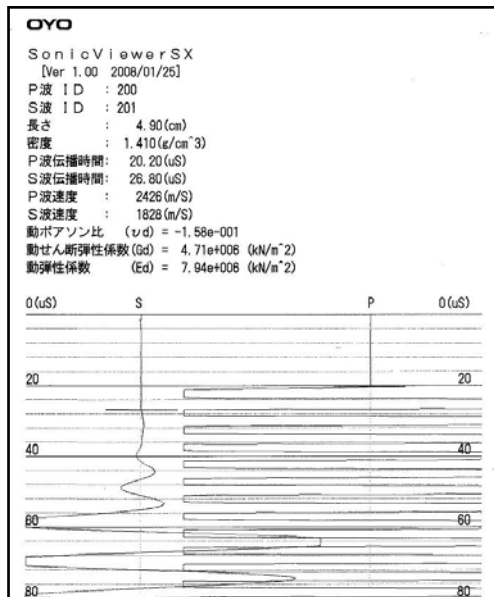 OYO
SonicViewerSX
[Ver 1.00 2008/01/25]
P波 ID : 200
S波 ID : 201
長さ : 4.90(cm)
密度 : 1.410(g/cm^3)
P波伝播時間: 20.20(uS)
S波伝播時間: 26.80(uS)
P波速度 : 2426(m/S)
S波速度 : 1828(m/S)
動ポアソン比 (νd) = -1.58e-001
動せん断弾性係数(Gd) = 4.71e+006 (kN/m^2)
動弾性係数 (Ed) = 7.94e+006 (kN/m^2)
0(uS) S P 0(uS)
20 20
40 40
60 60
80 80